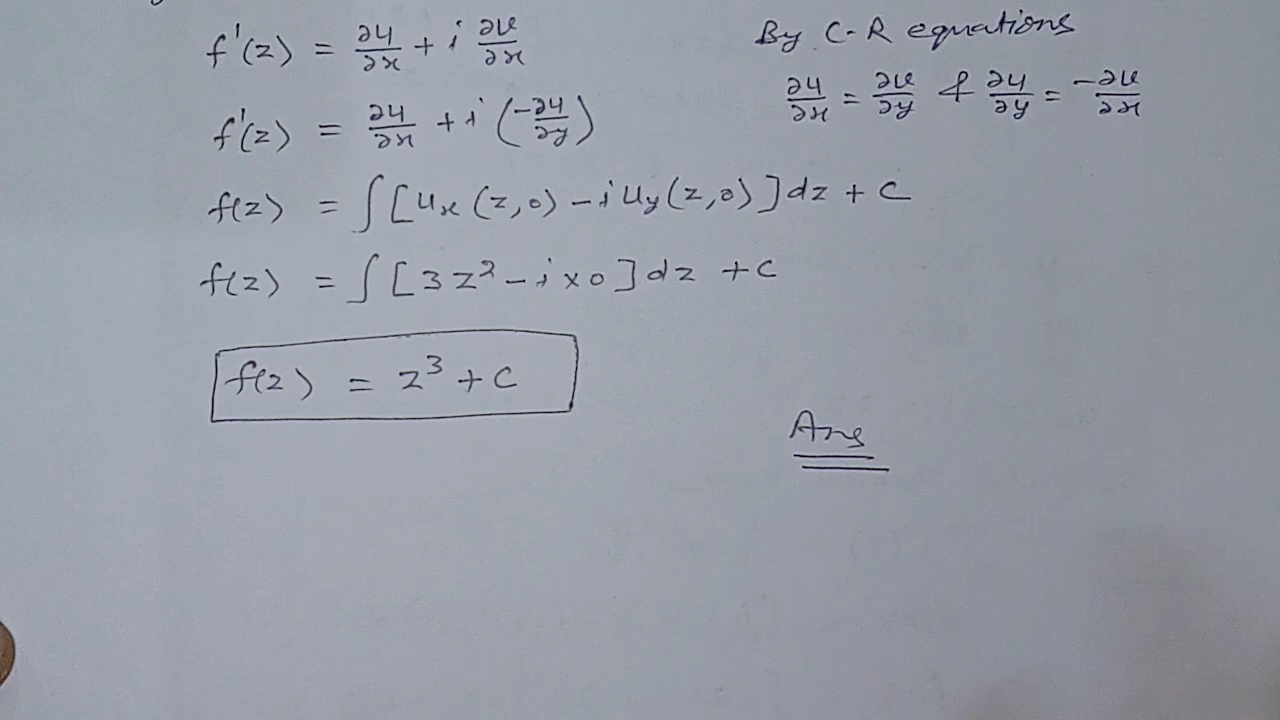 f'(z) = ∂u/∂x + i ∂v/∂x
By C-R equations
∂u/∂x = ∂v/∂y & ∂u/∂y = -∂v/∂x
f'(z) = ∂u/∂x + i (-∂u/∂y)
f(z) = ∫[ux(z,0) - i uy(z,0)]dz + C
f(z) = ∫[3z² - i×0]dz + C
f(z) = z³ + C
Ans